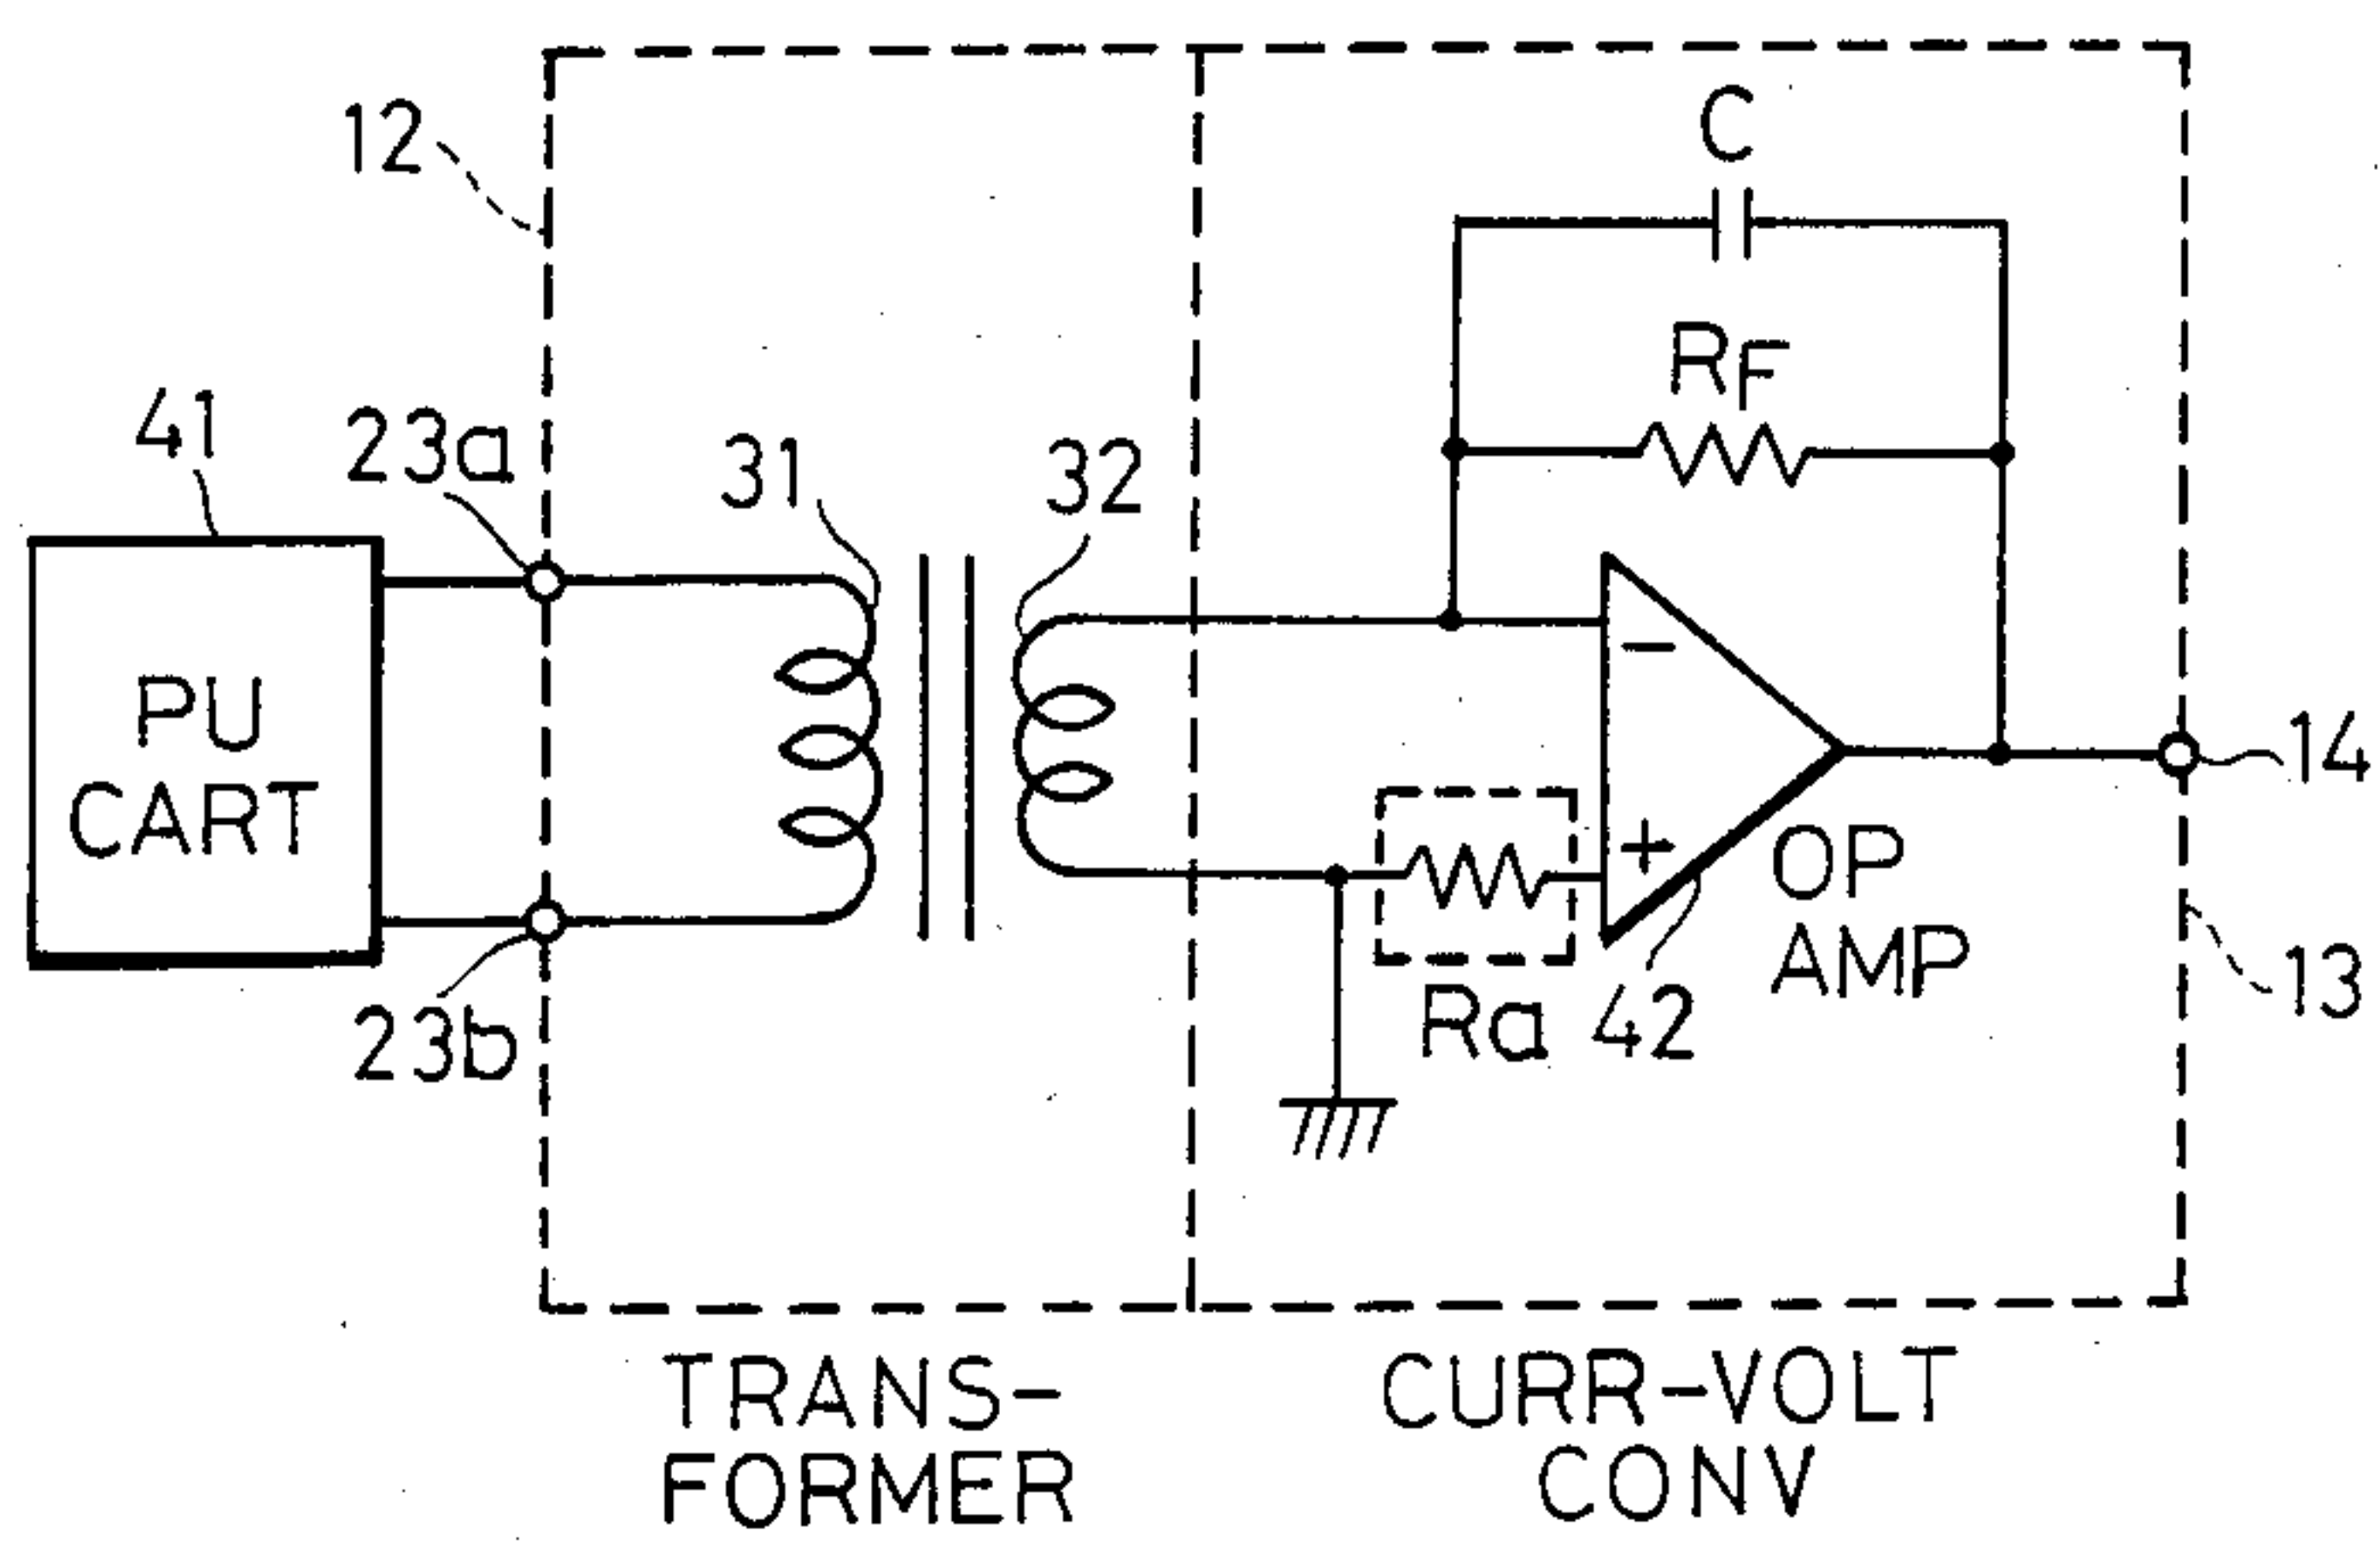 12
C
RF
41
23a
31
32
PU
CART
-
14
+
OP
AMP
13
23b
Ra
42
TRANS-
FORMER
CURR-VOLT
CONV